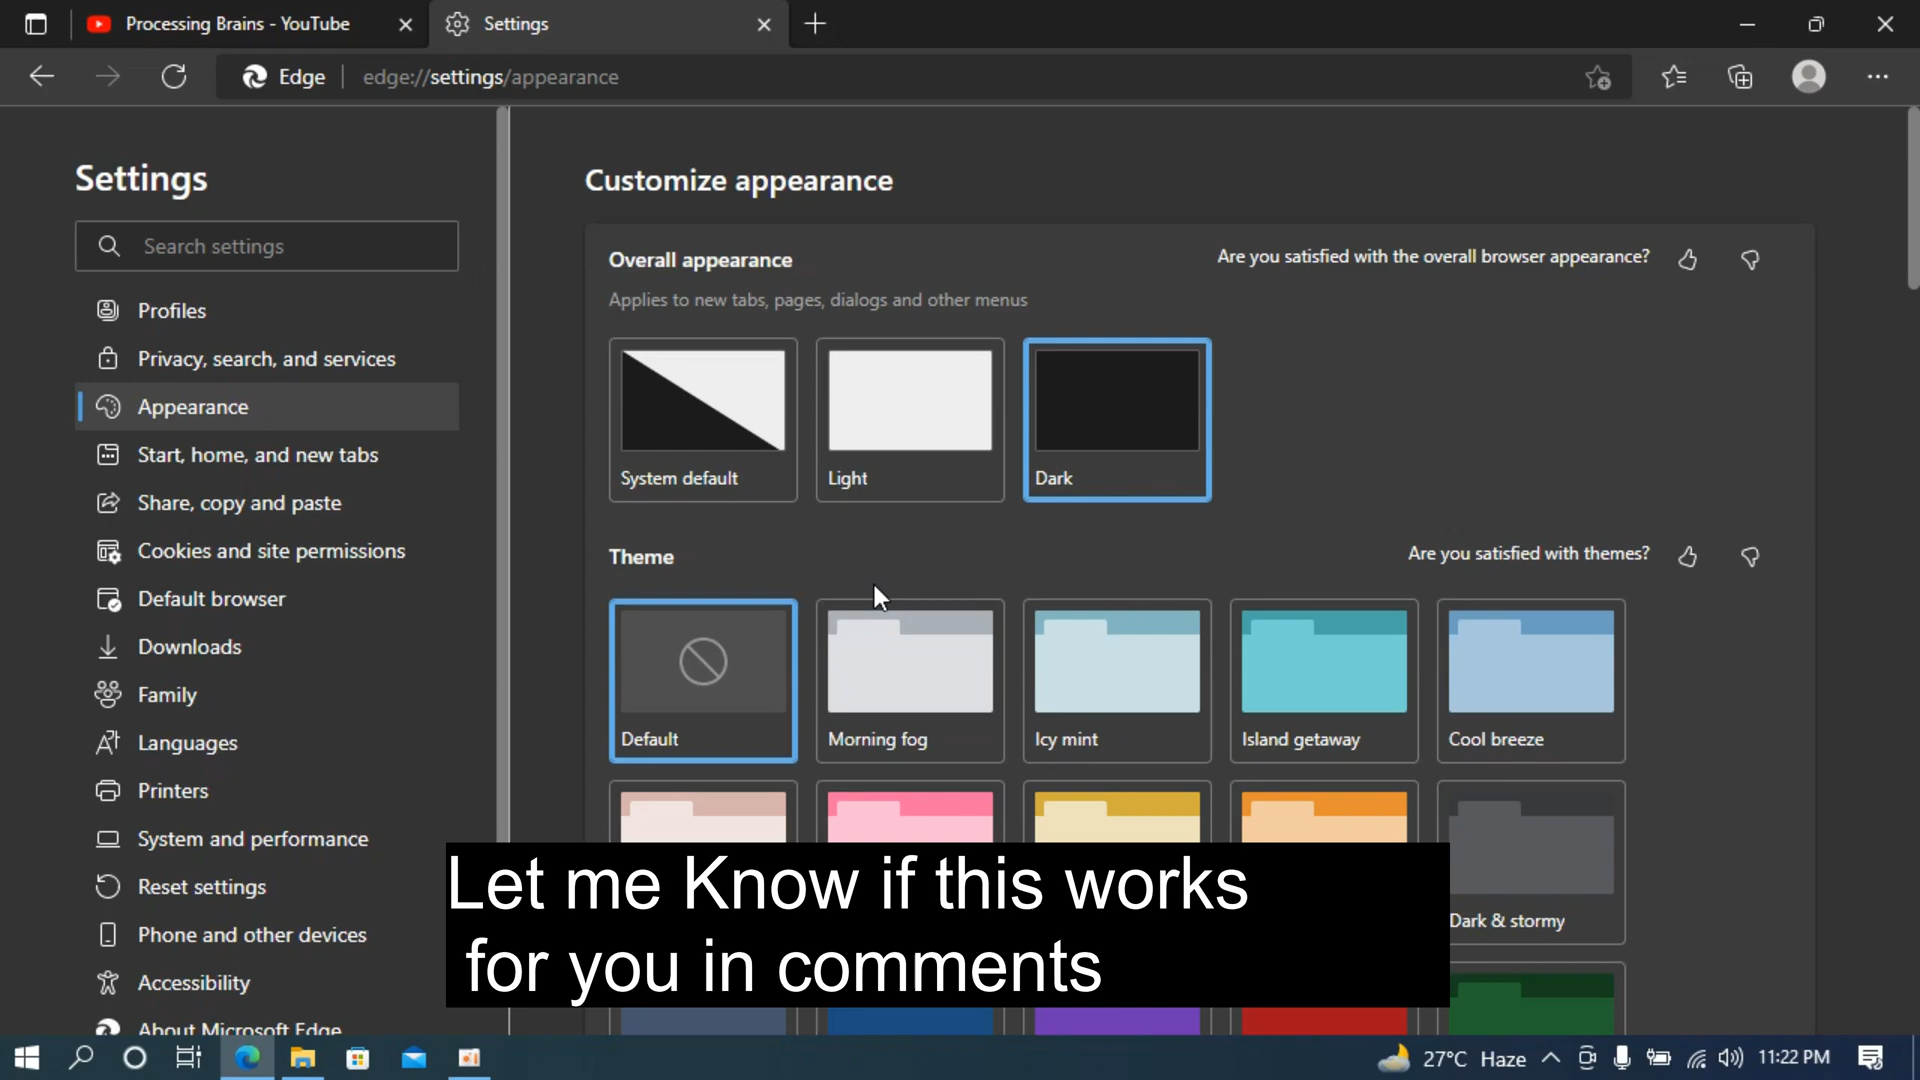 Processing Brains - YouTube
Settings
Edge
edge://settings/appearance
Settings
Search settings
Profiles
Privacy, search, and services
Appearance
Start, home, and new tabs
Share, copy and paste
Cookies and site permissions
Default browser
Downloads
Family
Languages
Printers
System and performance
Reset settings
Phone and other devices
Accessibility
About Microsoft Edge
Customize appearance
Overall appearance
Are you satisfied with the overall browser appearance?
Applies to new tabs, pages, dialogs and other menus
System default
Light
Dark
Theme
Are you satisfied with themes?
Default
Morning fog
Icy mint
Island getaway
Cool breeze
Dark & stormy
Let me Know if this works
for you in comments
27°C Haze
11:22 PM